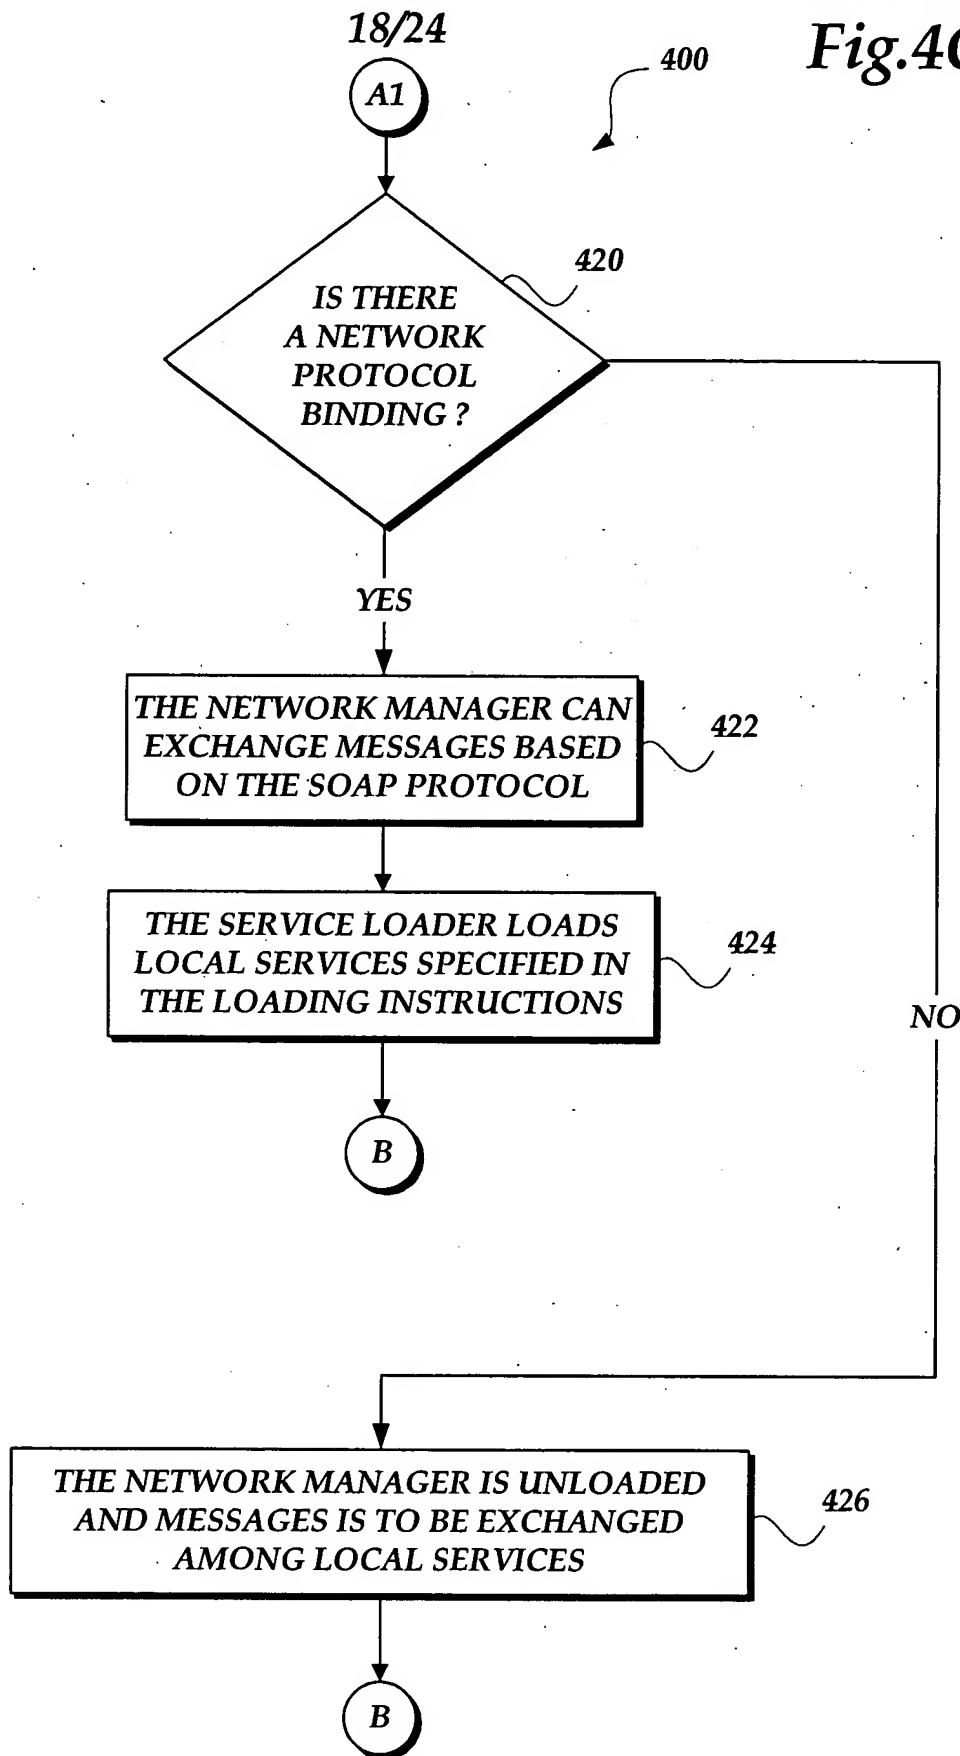 18/24
Fig.4C
A1
400
420
IS THERE
A NETWORK
PROTOCOL
BINDING ?
YES
THE NETWORK MANAGER CAN
EXCHANGE MESSAGES BASED
ON THE SOAP PROTOCOL
422
THE SERVICE LOADER LOADS
LOCAL SERVICES SPECIFIED IN
THE LOADING INSTRUCTIONS
424
NO
B
THE NETWORK MANAGER IS UNLOADED
AND MESSAGES IS TO BE EXCHANGED
AMONG LOCAL SERVICES
426
B